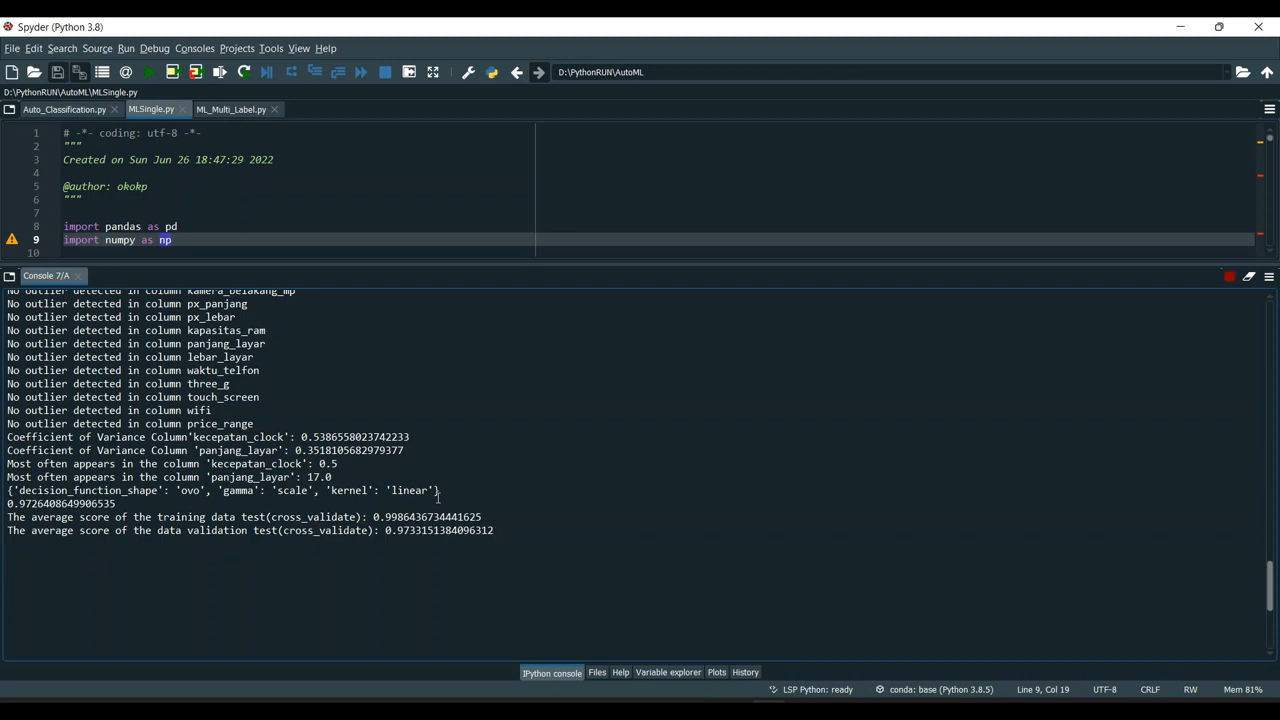 Spyder (Python 3.8)
File Edit Search Source Run Debug Consoles Projects Tools View Help
D:\PythonRUN\AutoML
D:\PythonRUN\AutoML\MLSingle.py
Auto_Classification.py MLSingle.py ML_Multi_Label.py
1 # -*- coding: utf-8 -*-
2 """
3 Created on Sun Jun 26 18:47:29 2022
4
5 @author: okokp
6 """
7
8 import pandas as pd
9 import numpy as np
10
Console 7/A
No outlier detected in column kamera_belakang_mp
No outlier detected in column px_panjang
No outlier detected in column px_lebar
No outlier detected in column kapasitas_ram
No outlier detected in column panjang_layar
No outlier detected in column lebar_layar
No outlier detected in column waktu_telfon
No outlier detected in column three_g
No outlier detected in column touch_screen
No outlier detected in column wifi
No outlier detected in column price_range
Coefficient of Variance Column'kecepatan_clock': 0.5386558023742233
Coefficient of Variance Column 'panjang_layar': 0.3518105682979377
Most often appears in the column 'kecepatan_clock': 0.5
Most often appears in the column 'panjang_layar': 17.0
{'decision_function_shape': 'ovo', 'gamma': 'scale', 'kernel': 'linear'}
0.9726408649906535
The average score of the training data test(cross_validate): 0.9986436734441625
The average score of the data validation test(cross_validate): 0.9733151384096312
IPython console Files Help Variable explorer Plots History
LSP Python: ready conda: base (Python 3.8.5) Line 9, Col 19 UTF-8 CRLF RW Mem 81%